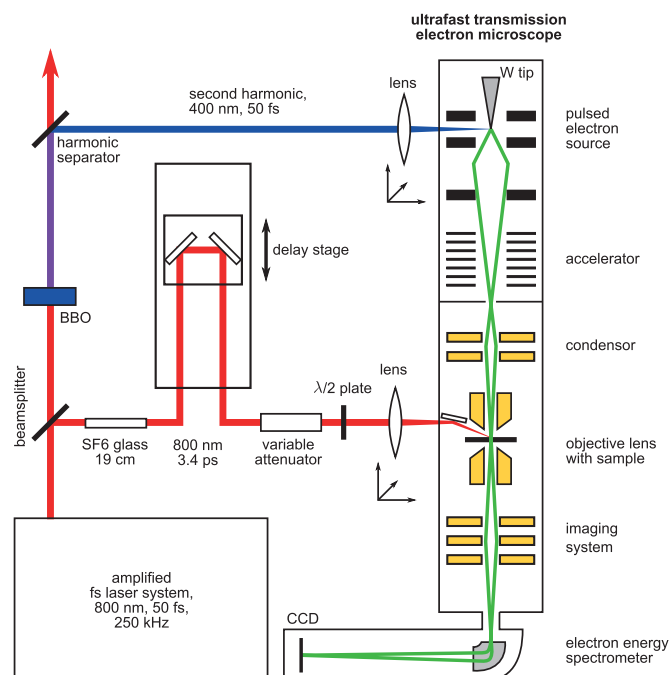 ultrafast transmission
electron microscope
W tip
second harmonic,
400 nm, 50 fs
lens
pulsed
electron
source
harmonic
separator
delay stage
accelerator
BBO
condensor
beamsplitter
λ/2 plate
lens
SF6 glass
19 cm
800 nm
3.4 ps
variable
attenuator
objective lens
with sample
imaging
system
amplified
fs laser system,
800 nm, 50 fs,
250 kHz
CCD
electron energy
spectrometer